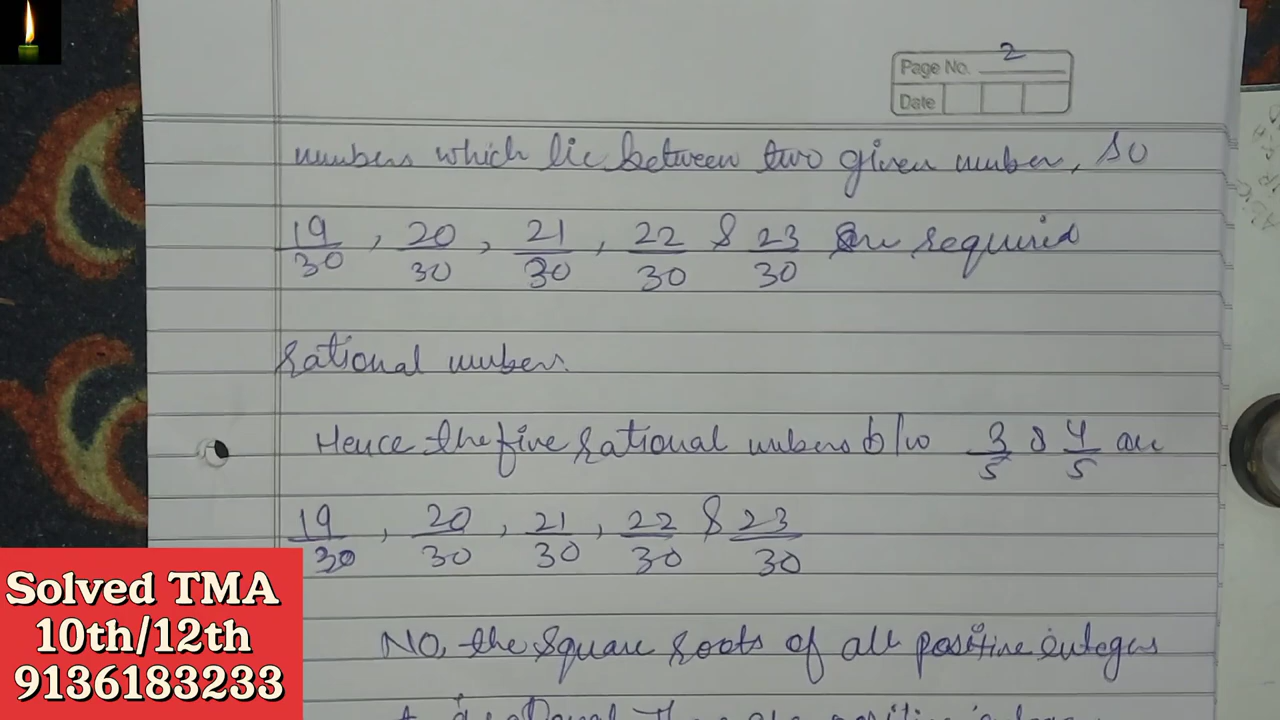 Page No. 2
Date
numbers which lie between two given number, so
19/30, 20/30, 21/30, 22/30 & 23/30 are required
rational number.
Hence the five rational numbers b/w 3/5 & 4/5 are
19/30, 20/30, 21/30, 22/30 & 23/30
No, the square roots of all positive integers
positive
Solved TMA
10th/12th
9136183233